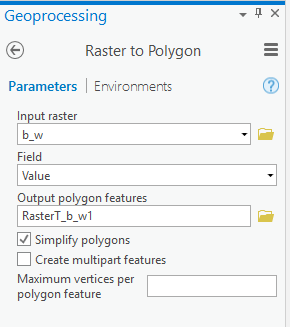 Geoprocessing
Raster to Polygon
Parameters | Environments
Input raster
b_w
Field
Value
Output polygon features
RasterT_b_w1
Simplify polygons
Create multipart features
Maximum vertices per
polygon feature